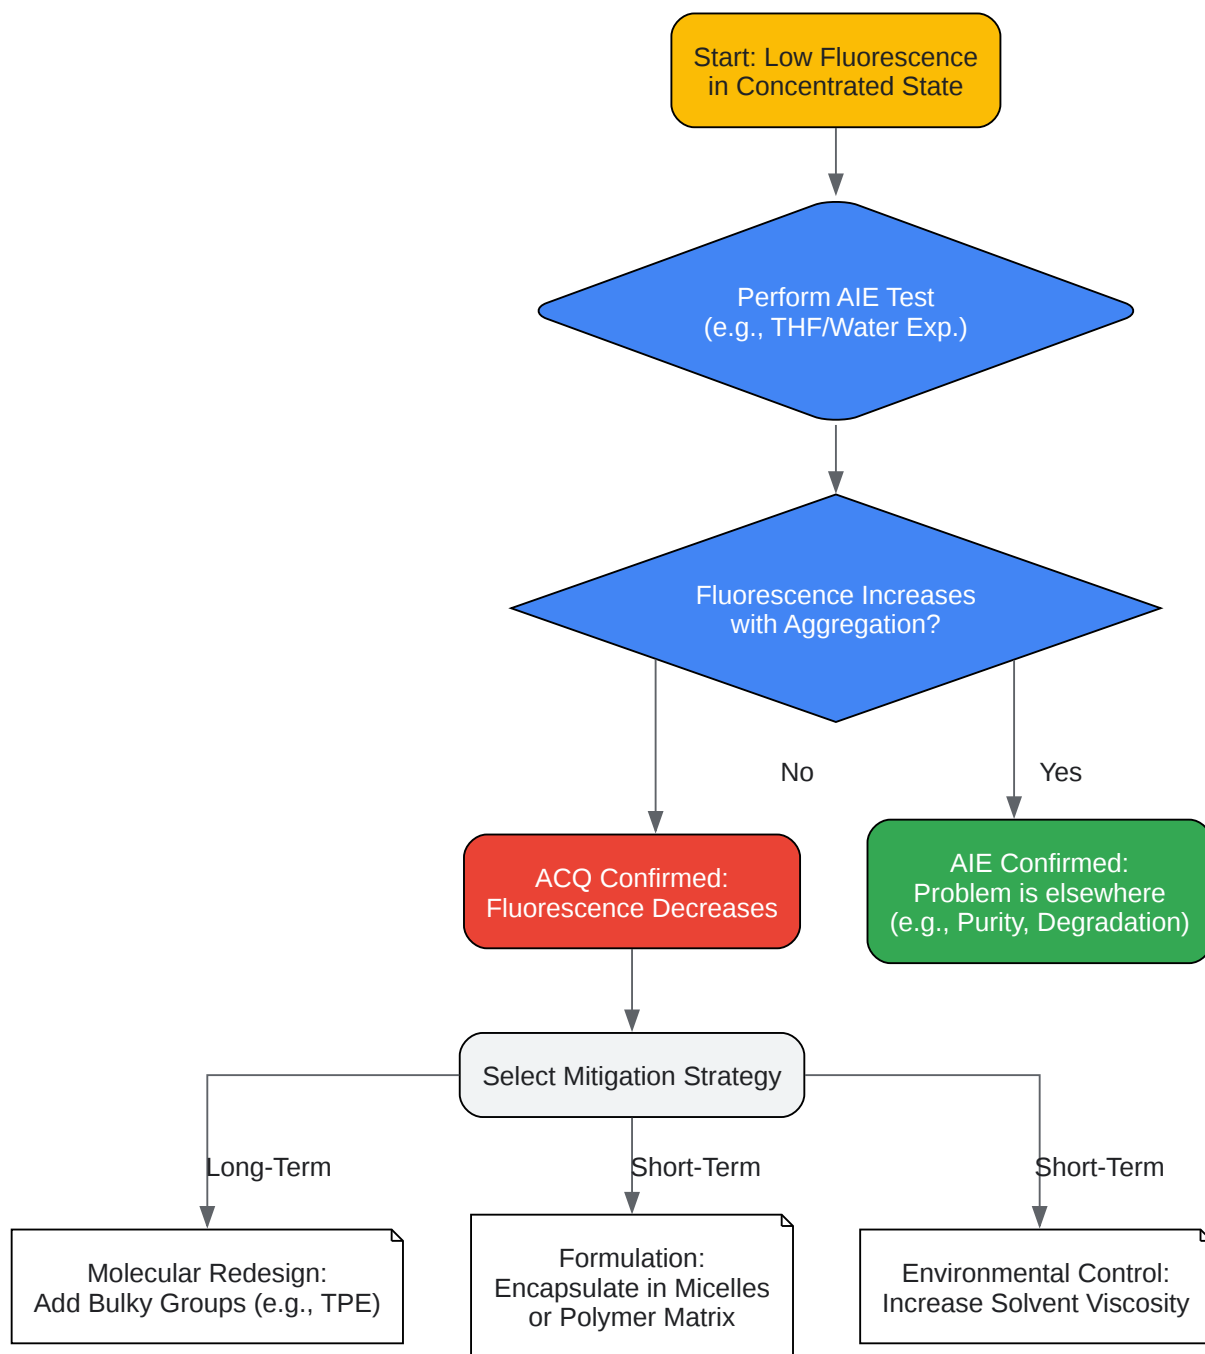 Start: Low Fluorescence
in Concentrated State
Perform AIE Test
(e.g., THF/Water Exp.)
Fluorescence Increases
with Aggregation?
No
Yes
ACQ Confirmed:
Fluorescence Decreases
AIE Confirmed:
Problem is elsewhere
(e.g., Purity, Degradation)
Select Mitigation Strategy
Long-Term
Short-Term
Short-Term
Molecular Redesign:
Add Bulky Groups (e.g., TPE)
Formulation:
Encapsulate in Micelles
or Polymer Matrix
Environmental Control:
Increase Solvent Viscosity